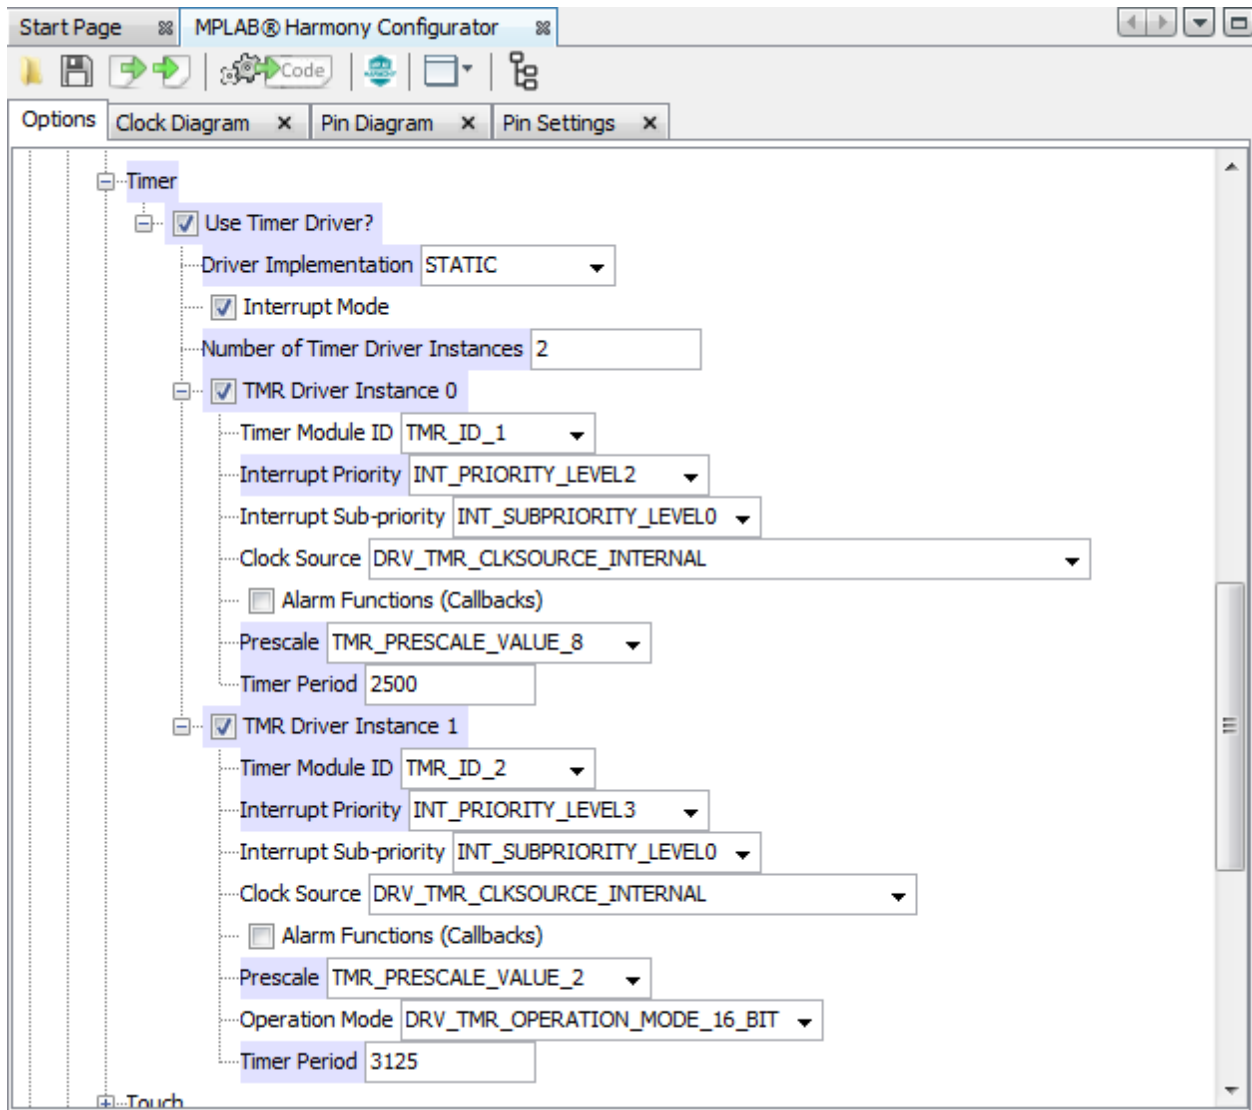 Start Page MPLAB® Harmony Configurator
Code
Options Clock Diagram Pin Diagram Pin Settings
Timer
Use Timer Driver?
Driver Implementation STATIC
Interrupt Mode
Number of Timer Driver Instances 2
TMR Driver Instance 0
Timer Module ID TMR_ID_1
Interrupt Priority INT_PRIORITY_LEVEL2
Interrupt Sub-priority INT_SUBPRIORITY_LEVEL0
Clock Source DRV_TMR_CLKSOURCE_INTERNAL
Alarm Functions (Callbacks)
Prescale TMR_PRESCALE_VALUE_8
Timer Period 2500
TMR Driver Instance 1
Timer Module ID TMR_ID_2
Interrupt Priority INT_PRIORITY_LEVEL3
Interrupt Sub-priority INT_SUBPRIORITY_LEVEL0
Clock Source DRV_TMR_CLKSOURCE_INTERNAL
Alarm Functions (Callbacks)
Prescale TMR_PRESCALE_VALUE_2
Operation Mode DRV_TMR_OPERATION_MODE_16_BIT
Timer Period 3125
Touch